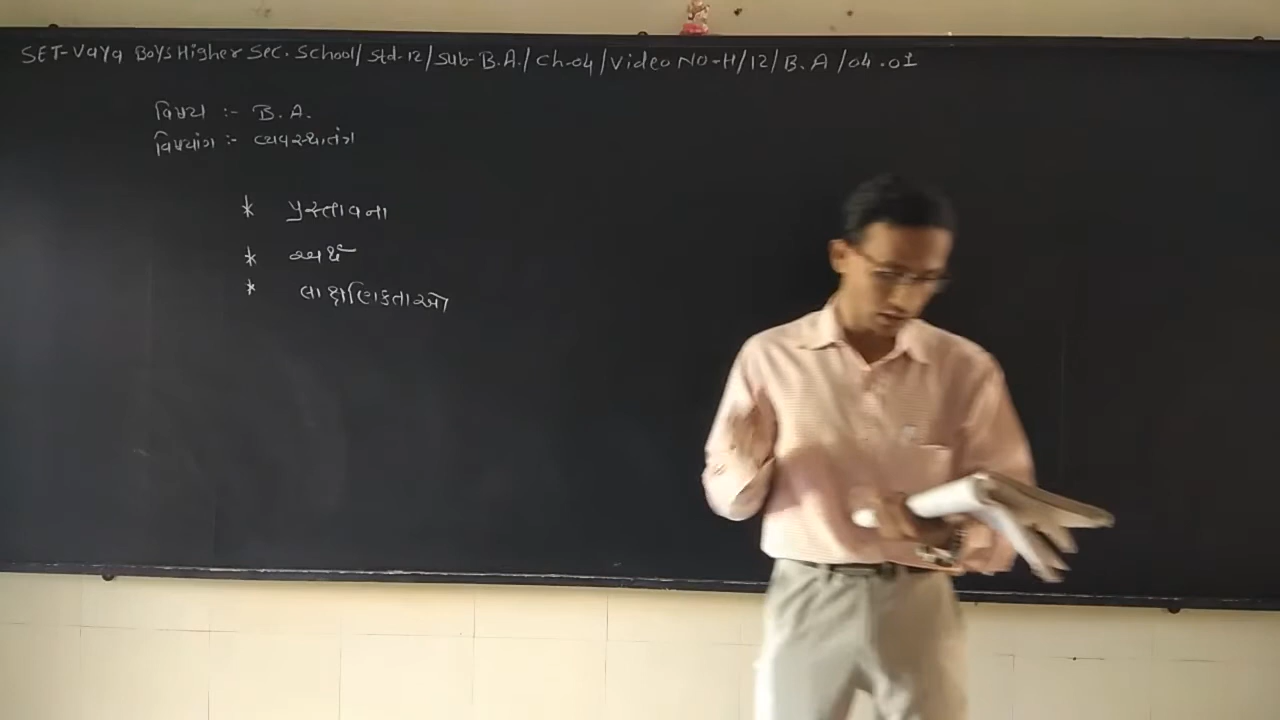 SET-Vaya Boys Higher Sec. School/ Std-12/ Sub- B.A./ Ch-04/ Video NO-H/12/B.A/04.01
વિષય :- B.A.
વિષયાંગ :- વ્યવસ્થાતંત્ર
* પ્રસ્તાવના
* અર્થ
* લાક્ષણિકતાઓ